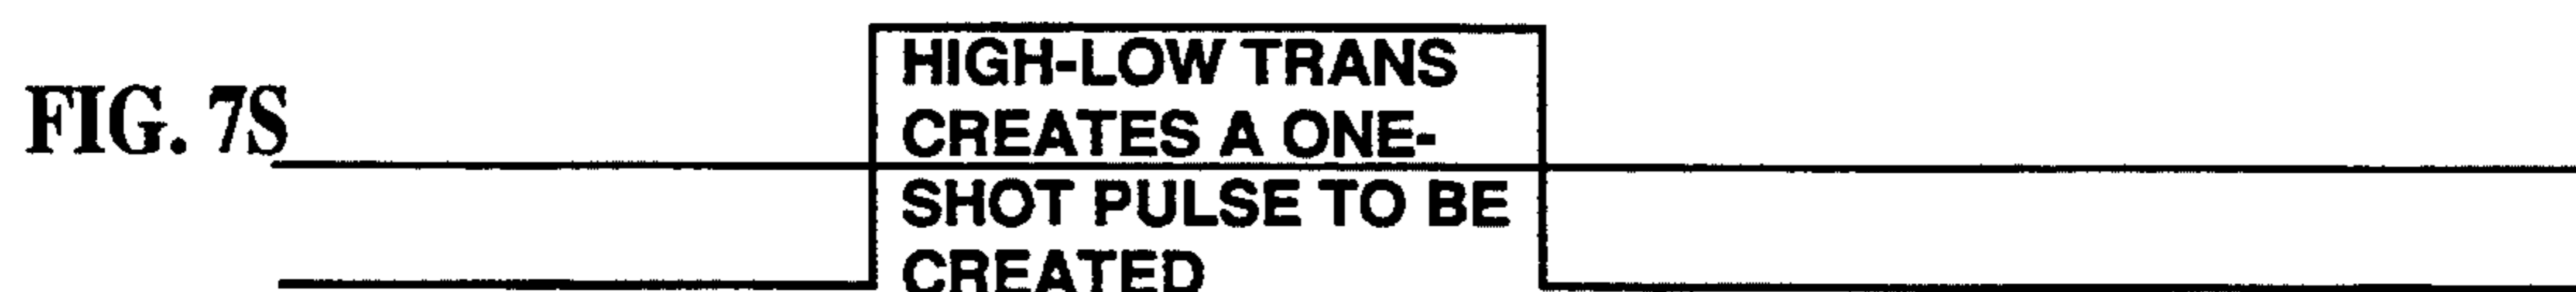 FIG. 7S
HIGH-LOW TRANS
CREATES A ONE-
SHOT PULSE TO BE
CREATED